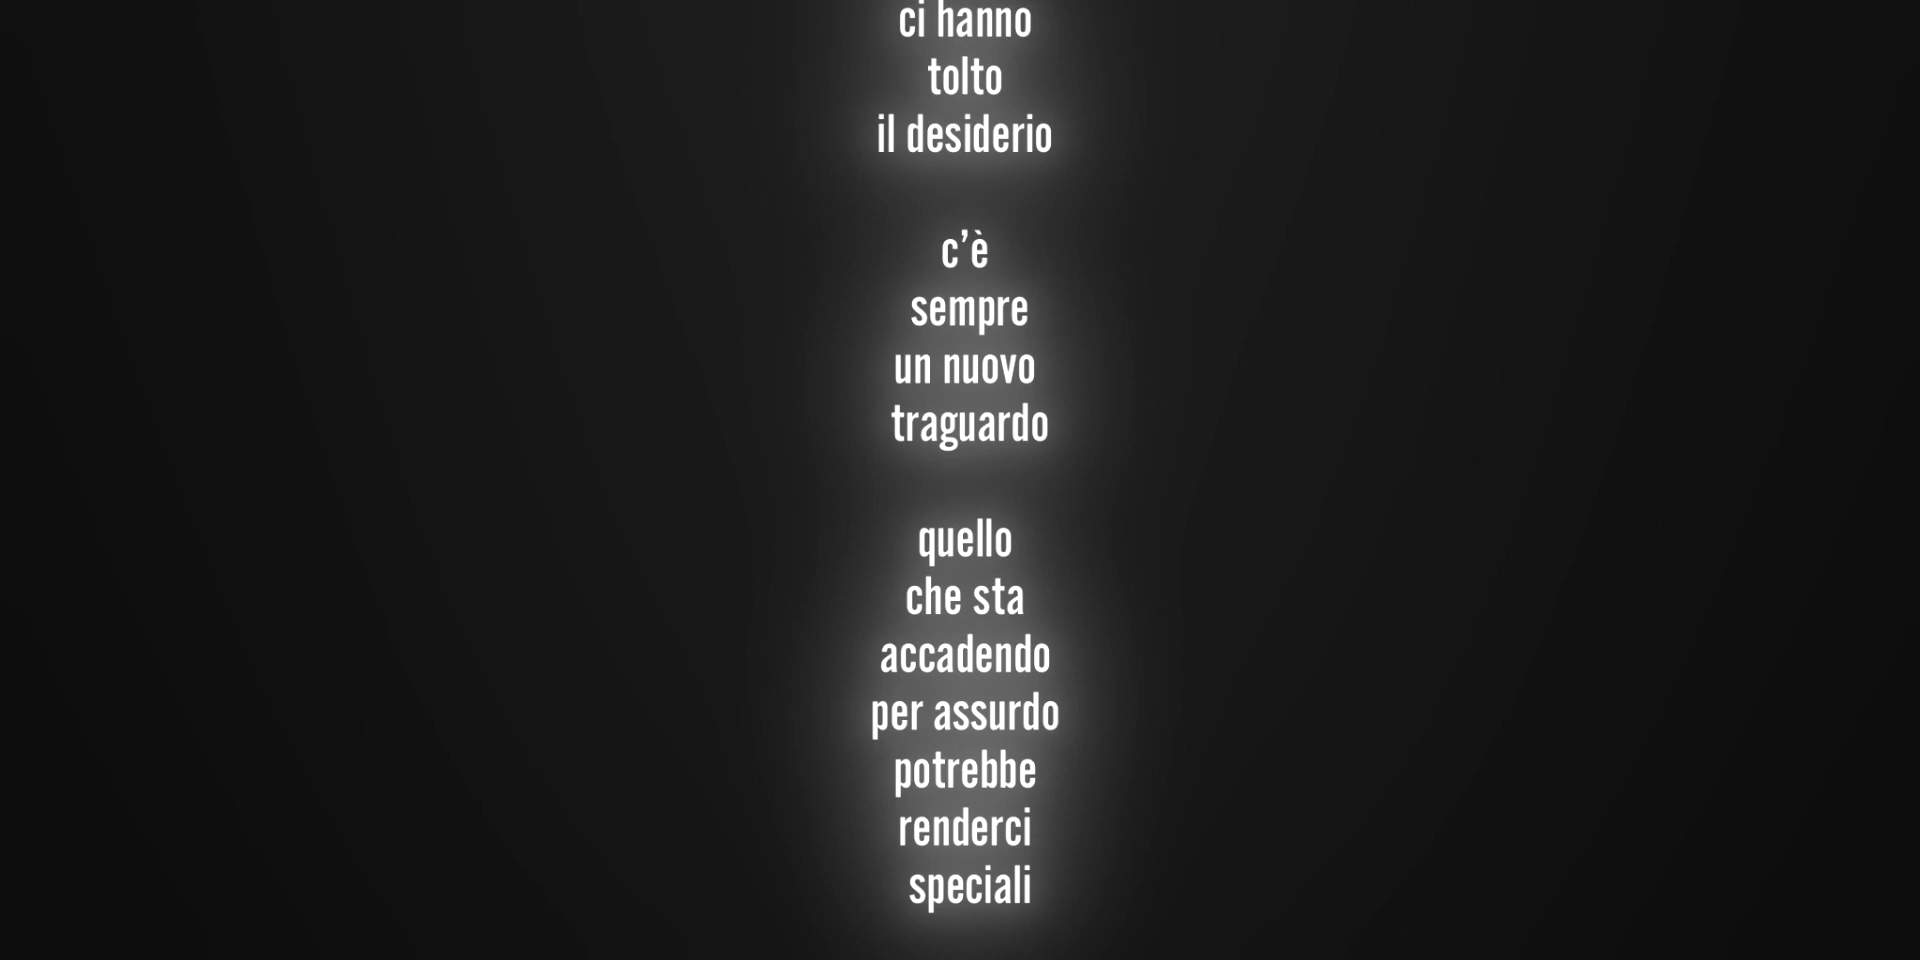 ci hanno
tolto
il desiderio
c’è
sempre
un nuovo
traguardo
quello
che sta
accadendo
per assurdo
potrebbe
renderci
speciali